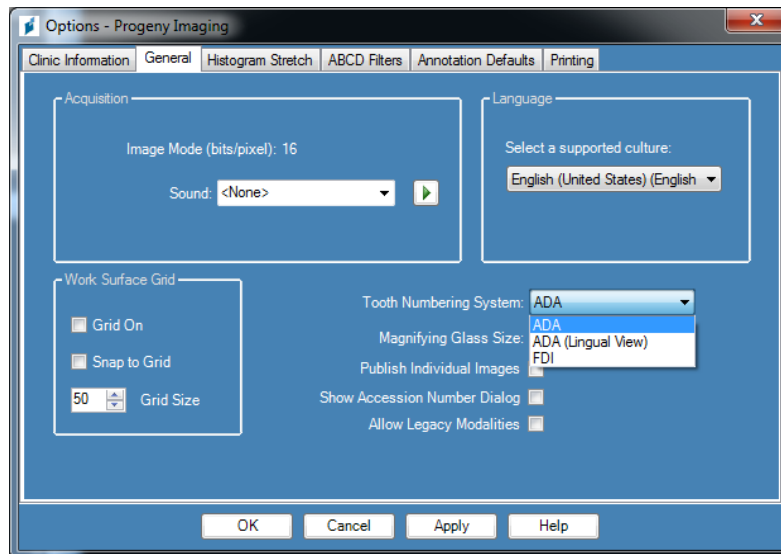 Options - Progeny Imaging
Clinic Information General Histogram Stretch ABCD Filters Annotation Defaults Printing
Acquisition
Image Mode (bits/pixel): 16
Sound: <None>
Language
Select a supported culture:
English (United States) (English
Work Surface Grid
Grid On
Snap to Grid
50 Grid Size
Tooth Numbering System: ADA
ADA
ADA (Lingual View)
FDI
Magnifying Glass Size:
Publish Individual Images
Show Accession Number Dialog
Allow Legacy Modalities
OK Cancel Apply Help